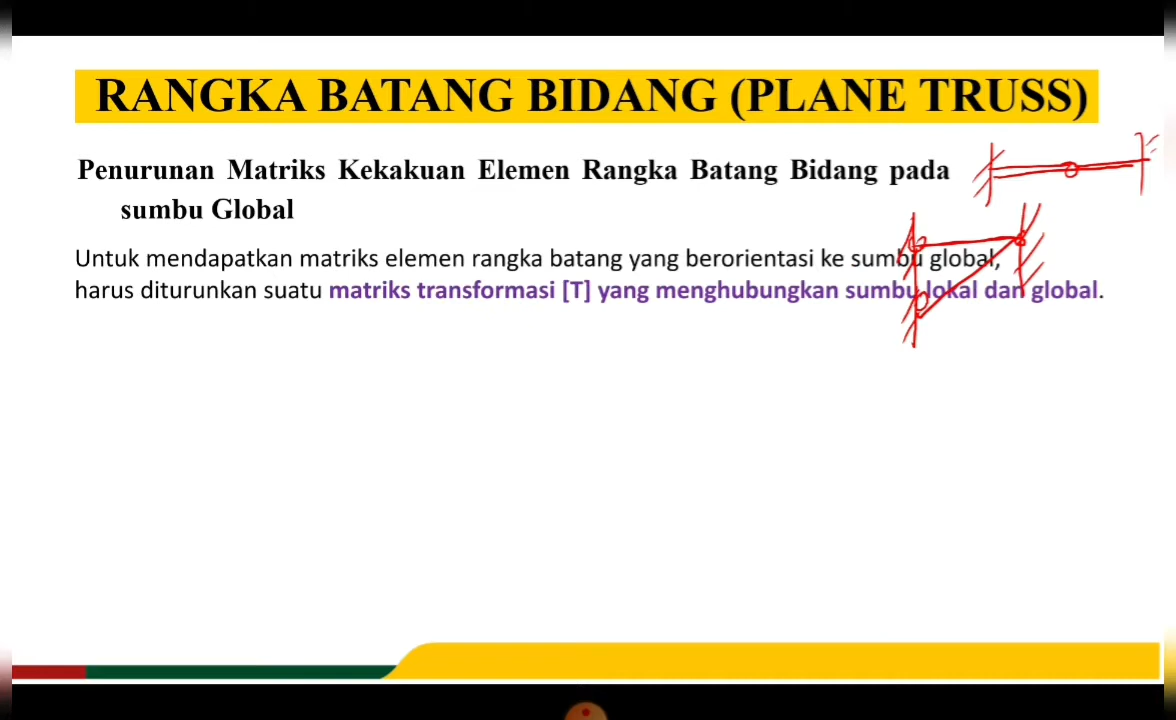 RANGKA BATANG BIDANG (PLANE TRUSS)
Penurunan Matriks Kekakuan Elemen Rangka Batang Bidang pada
sumbu Global
Untuk mendapatkan matriks elemen rangka batang yang berorientasi ke sumbu global,
harus diturunkan suatu matriks transformasi [T] yang menghubungkan sumbu lokal dan global.